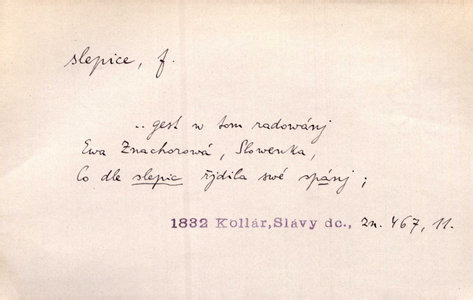 slepice, f.
.. gest w tom radowánj
Ewa Znachorowá, Slowenka,
Co dle slepic řjdila swé spánj;
1832 Kollár, Slávy dc., zn. 467, 11.